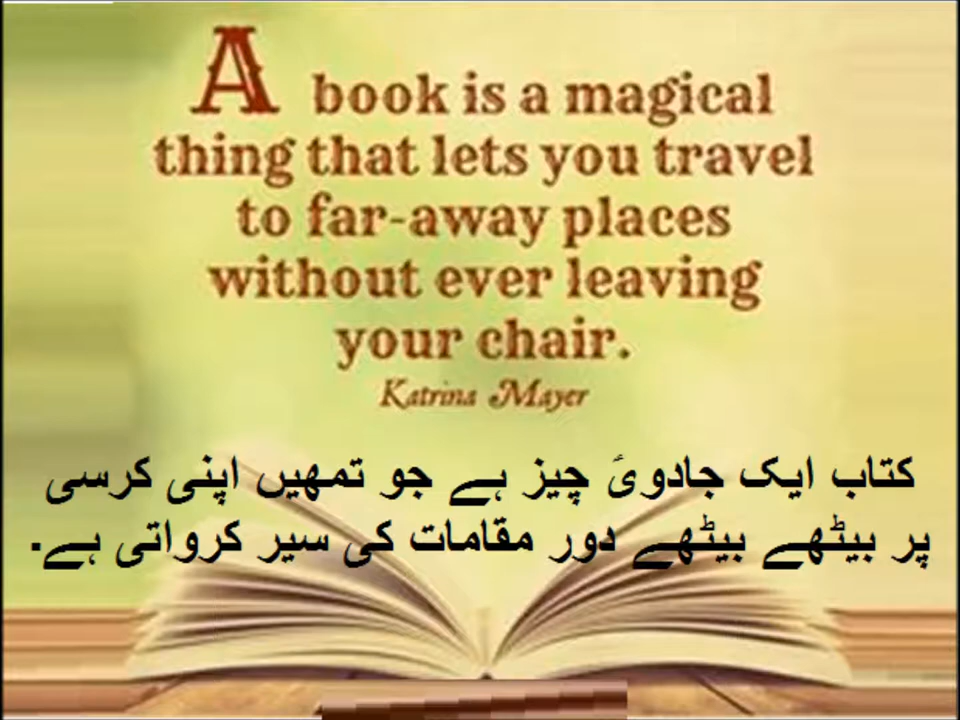 A book is a magical
thing that lets you travel
to far-away places
without ever leaving
your chair.
Katrina Mayer
کتاب ایک جادویٔ چیز ہے جو تمھیں اپنی کرسی
پر بیٹھے بیٹھے دور مقامات کی سیر کرواتی ہے۔